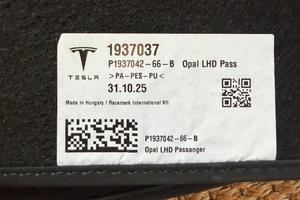 TESLA
1937037
P1937042-66-B Opal LHD Pass
>PA-PES-PU<
31.10.25
Made in Hungary / Racemark International Kft
P1937042-66-B
Opal LHD Passanger